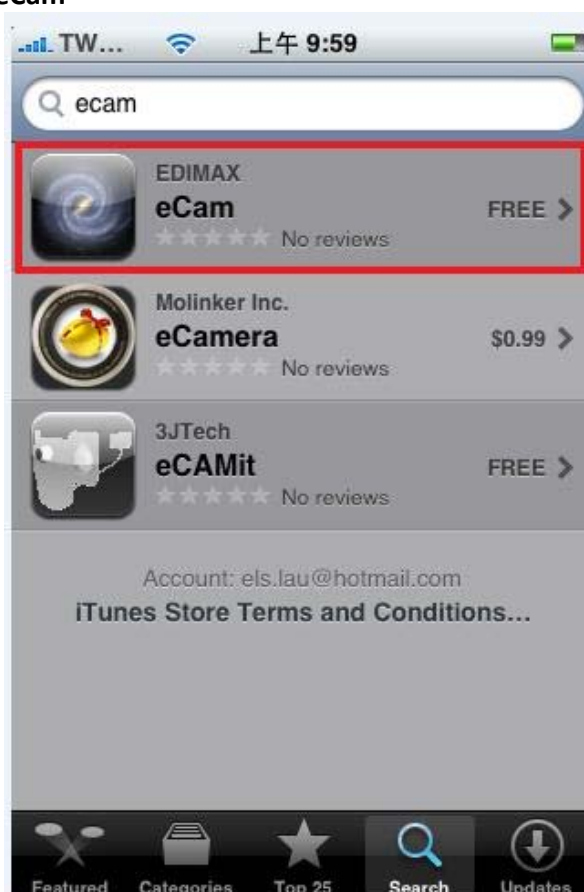 eCam
TW... 上午 9:59
ecam
EDIMAX
eCam
No reviews
FREE
Molinker Inc.
eCamera
No reviews
$0.99
3JTech
eCAMit
No reviews
FREE
Account: els.lau@hotmail.com
iTunes Store Terms and Conditions...
Featured Categories Top 25 Search Updates